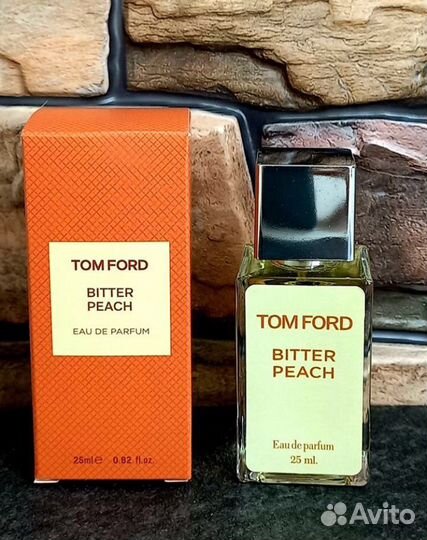 TOM FORD
BITTER
PEACH
EAU DE PARFUM
25ml℮ 0.82 fl.oz.
TOM FORD
BITTER
PEACH
Eau de parfum
25 ml.
Avito